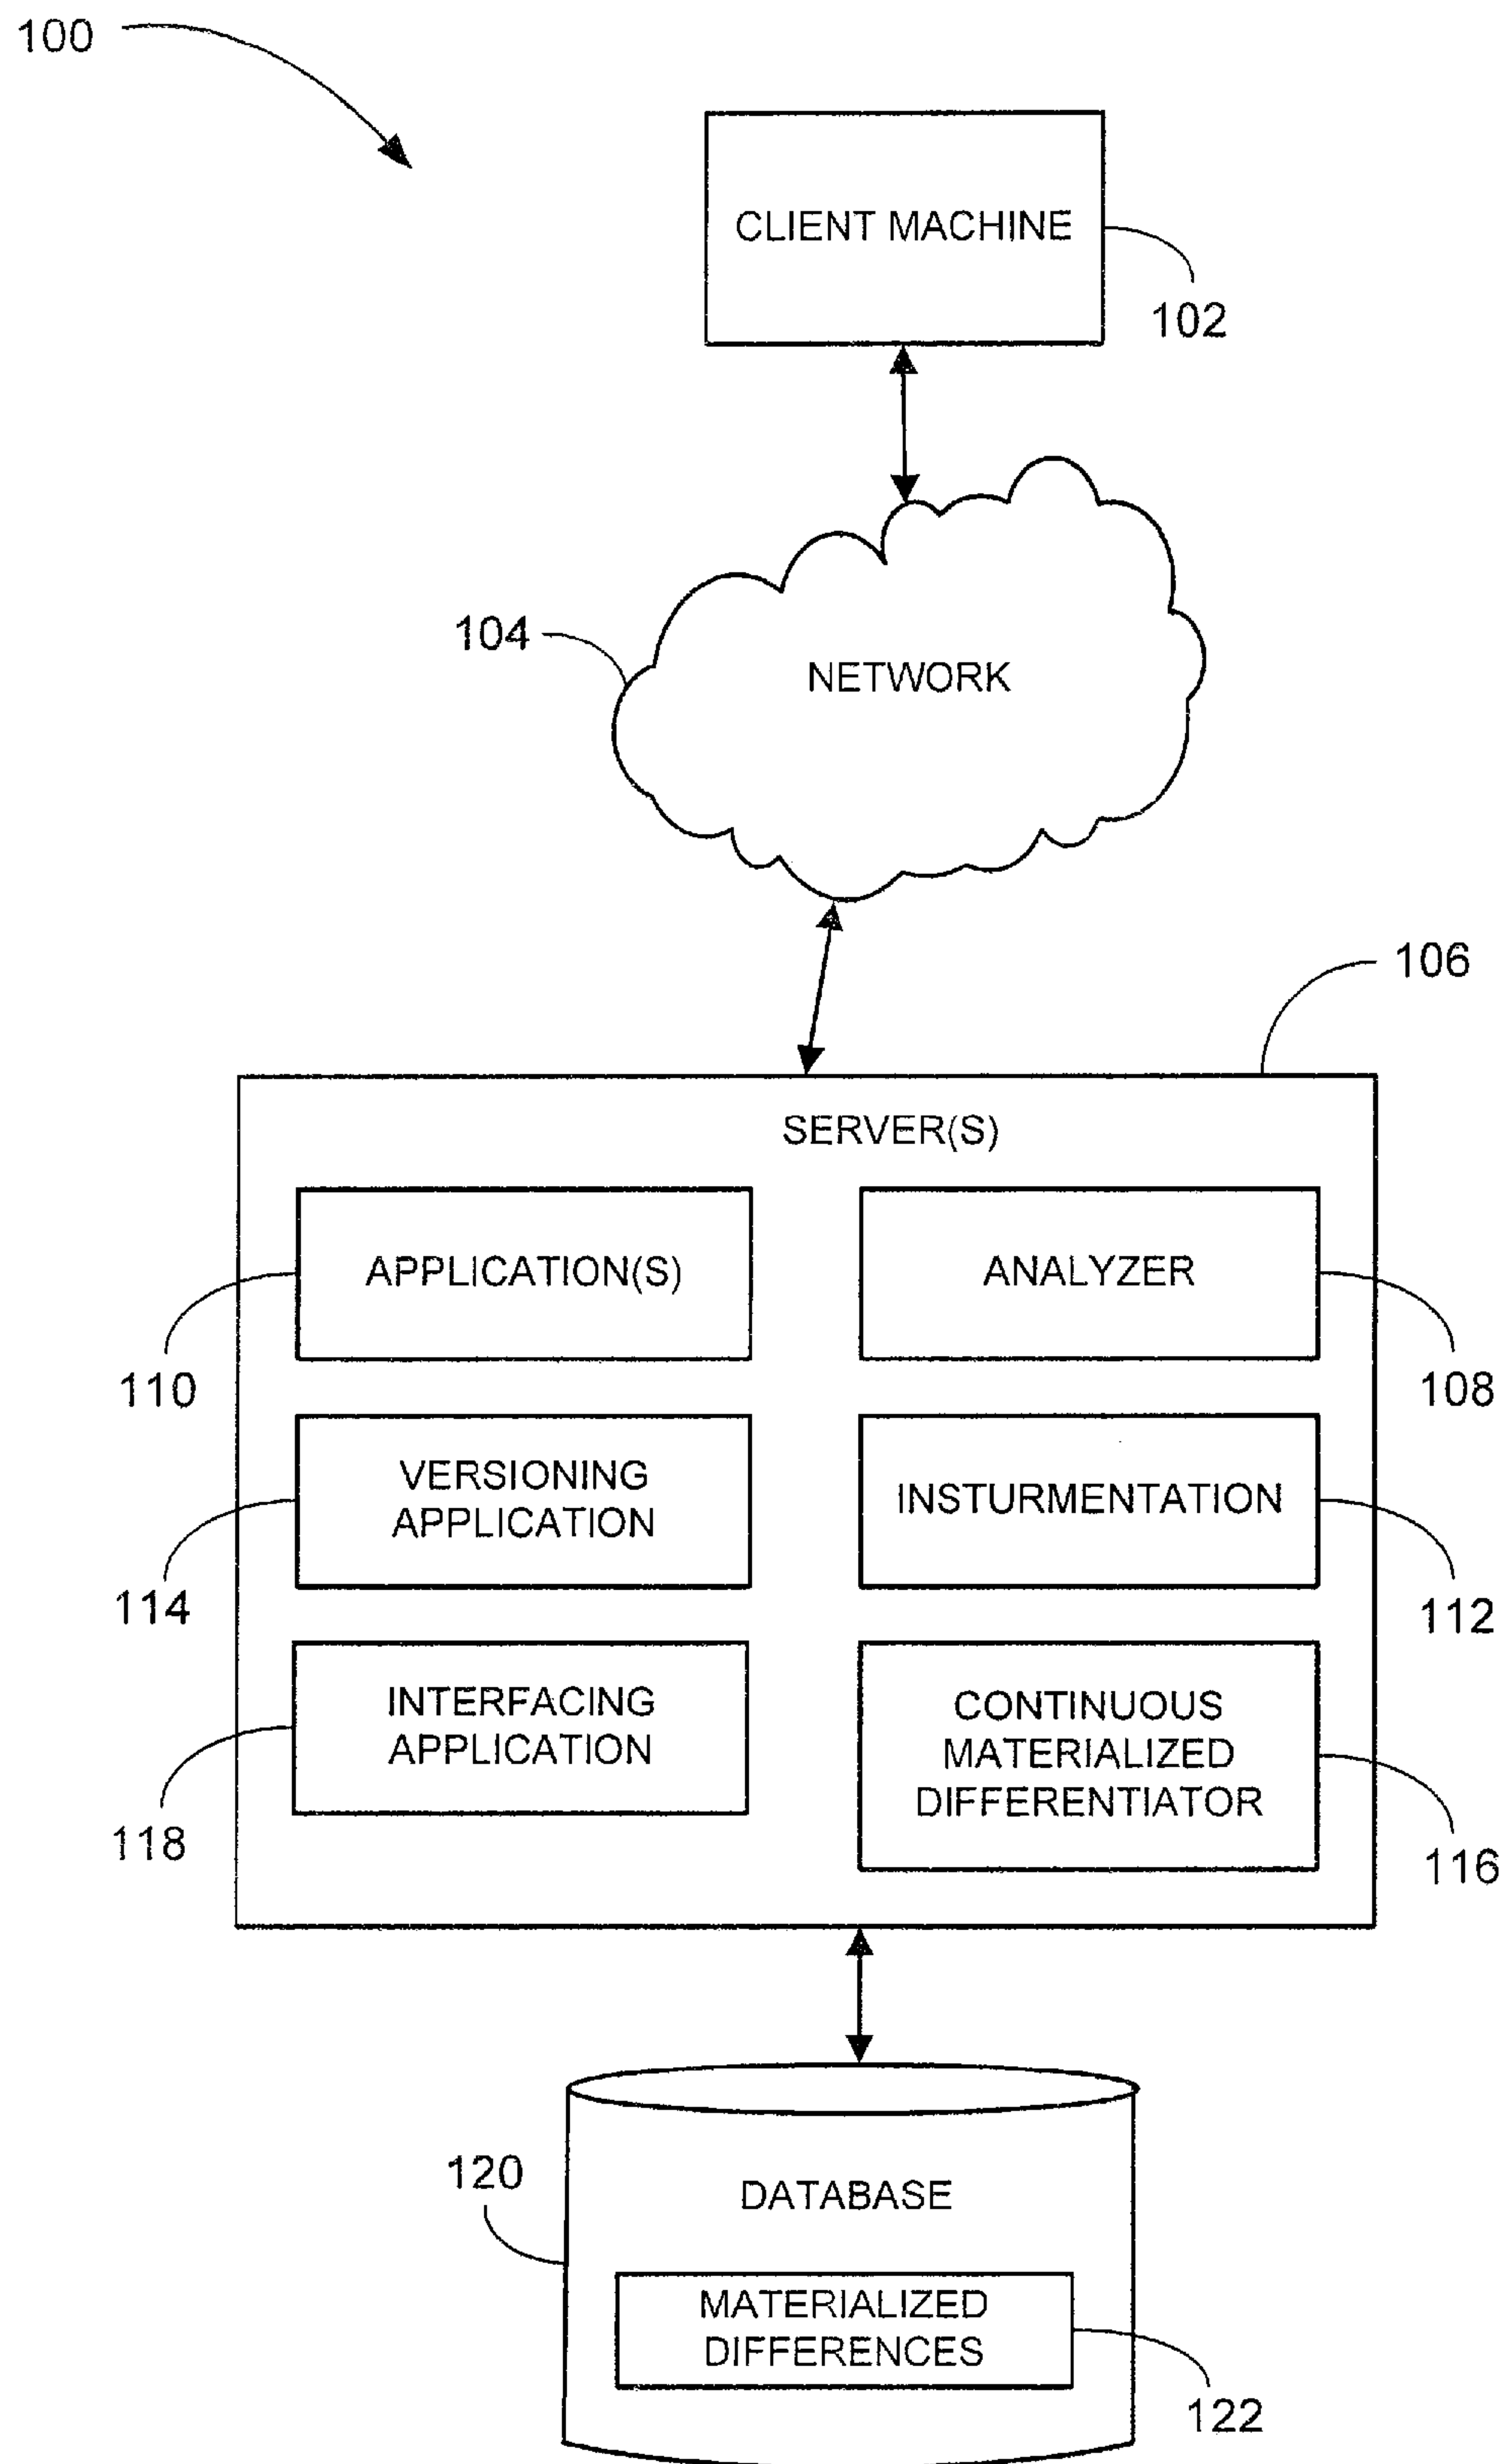 100
CLIENT MACHINE
102
104
NETWORK
106
SERVER(S)
APPLICATION(S)
ANALYZER
110
108
VERSIONING
APPLICATION
INSTURMENTATION
114
112
INTERFACING
APPLICATION
CONTINUOUS
MATERIALIZED
DIFFERENTIATOR
118
116
120
DATABASE
MATERIALIZED
DIFFERENCES
122